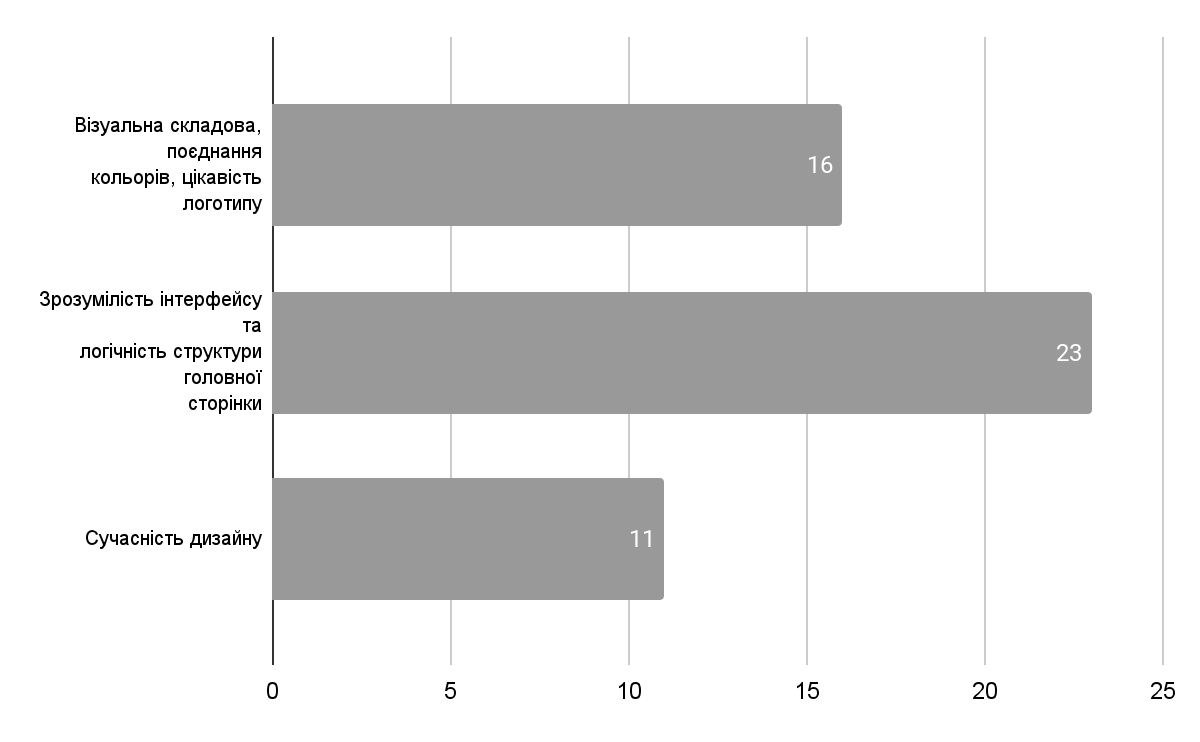 Візуальна складова,
поєднання
кольорів, цікавість
логотипу
16
Зрозумілість інтерфейсу
та
логічність структури
головної
сторінки
23
Сучасність дизайну
11
0 5 10 15 20 25